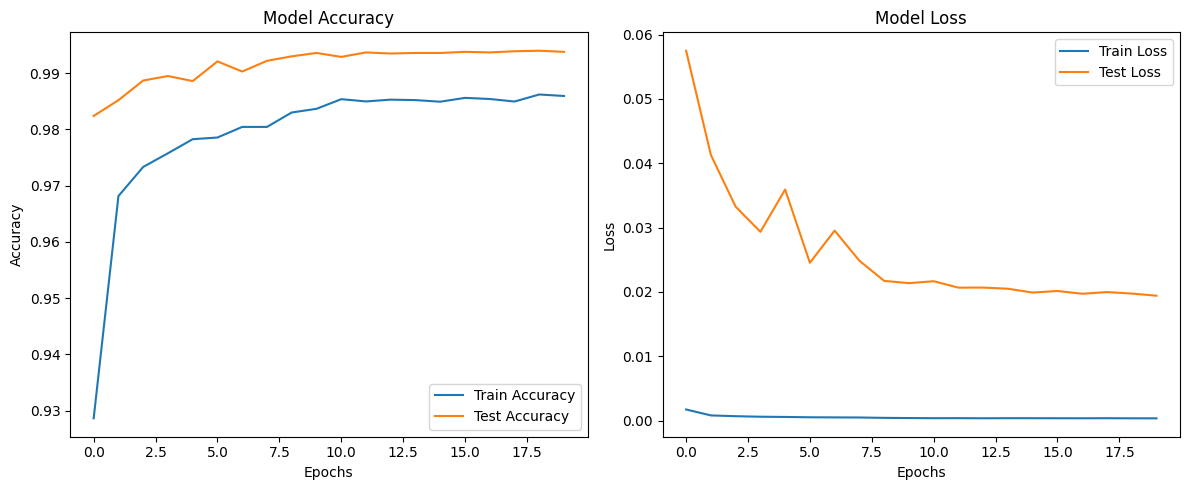 Model Accuracy
Accuracy
0.99
0.98
0.97
0.96
0.95
0.94
0.93
0.0 2.5 5.0 7.5 10.0 12.5 15.0 17.5
Epochs
Train Accuracy
Test Accuracy
Model Loss
Loss
0.06
0.05
0.04
0.03
0.02
0.01
0.00
0.0 2.5 5.0 7.5 10.0 12.5 15.0 17.5
Epochs
Train Loss
Test Loss